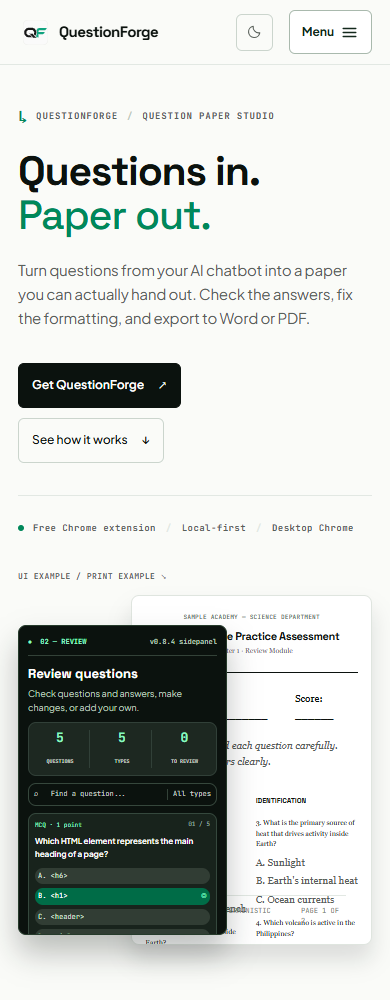 QF QuestionForge
Menu
QUESTIONFORGE / QUESTION PAPER STUDIO
Questions in.
Paper out.
Turn questions from your AI chatbot into a paper
you can actually hand out. Check the answers, fix
the formatting, and export to Word or PDF.
Get QuestionForge ↗
See how it works ↓
Free Chrome extension / Local-first / Desktop Chrome
UI EXAMPLE / PRINT EXAMPLE ↘
SAMPLE ACADEMY — SCIENCE DEPARTMENT
Practice Assessment
1 · Review Module
Score:
each question carefully.
clearly.
IDENTIFICATION
3. What is the primary source of
heat that drives activity inside
Earth?
A. Sunlight
B. Earth's internal heat
C. Ocean currents
PAGE 1 OF
4. Which volcano is active in the
Philippines?
Earth?
02 — REVIEW
v0.8.4 sidepanel
Review questions
Check questions and answers, make
changes, or add your own.
5
QUESTIONS
5
TYPES
0
TO REVIEW
Find a question...
All types
MCQ · 1 point
01 / 5
Which HTML element represents the main
heading of a page?
A. <h6>
B. <h1>
C. <header>